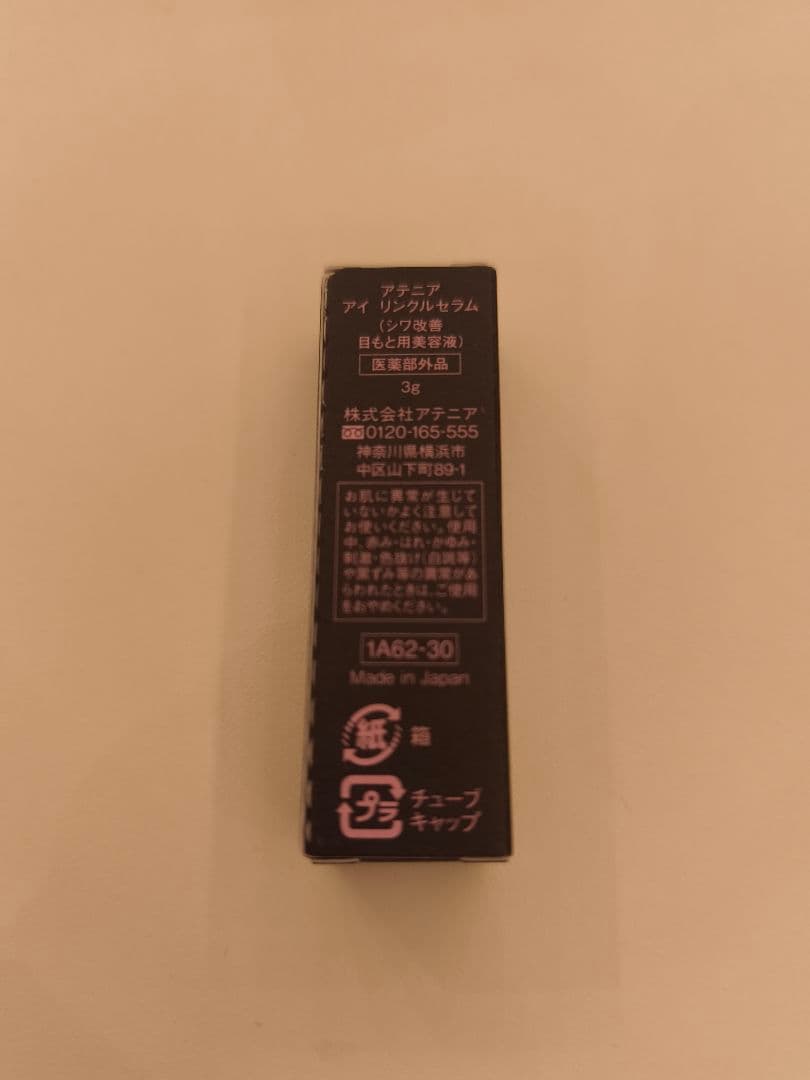 アテニア
アイ リンクルセラム
(シワ改善
目もと用美容液)
医薬部外品
3g
株式会社アテニア
0120-165-555
神奈川県横浜市
中区山下町89-1
お肌に異常が生じて
いないかよく注意して
お使いください。使用
中、赤み・はれ・かゆみ・
刺激・色抜け(白斑等)
や黒ずみ等の異常があ
らわれたときは、ご使用
をおやめください。
1A62-30
Made in Japan
紙 箱
プラ チューブ
キャップ